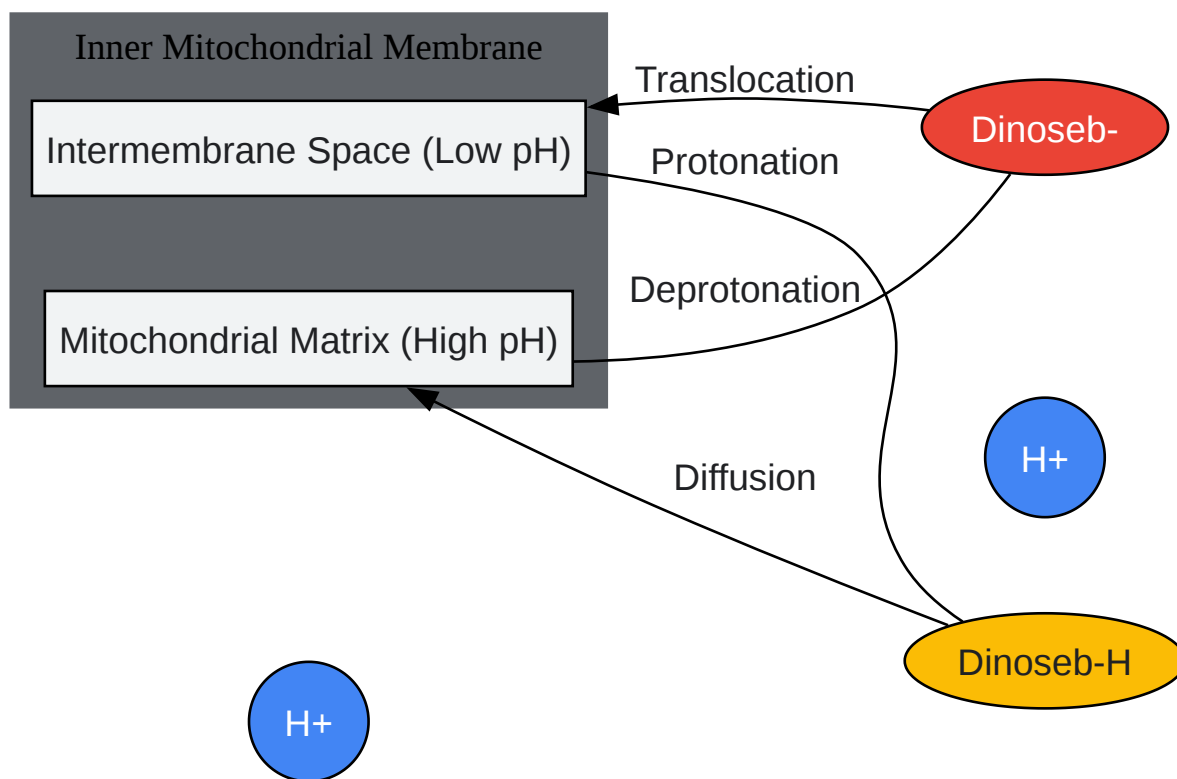 Inner Mitochondrial Membrane
Translocation
Dinoseb-
Intermembrane Space (Low pH)
Protonation
Deprotonation
Mitochondrial Matrix (High pH)
H+
Diffusion
Dinoseb-H
H+